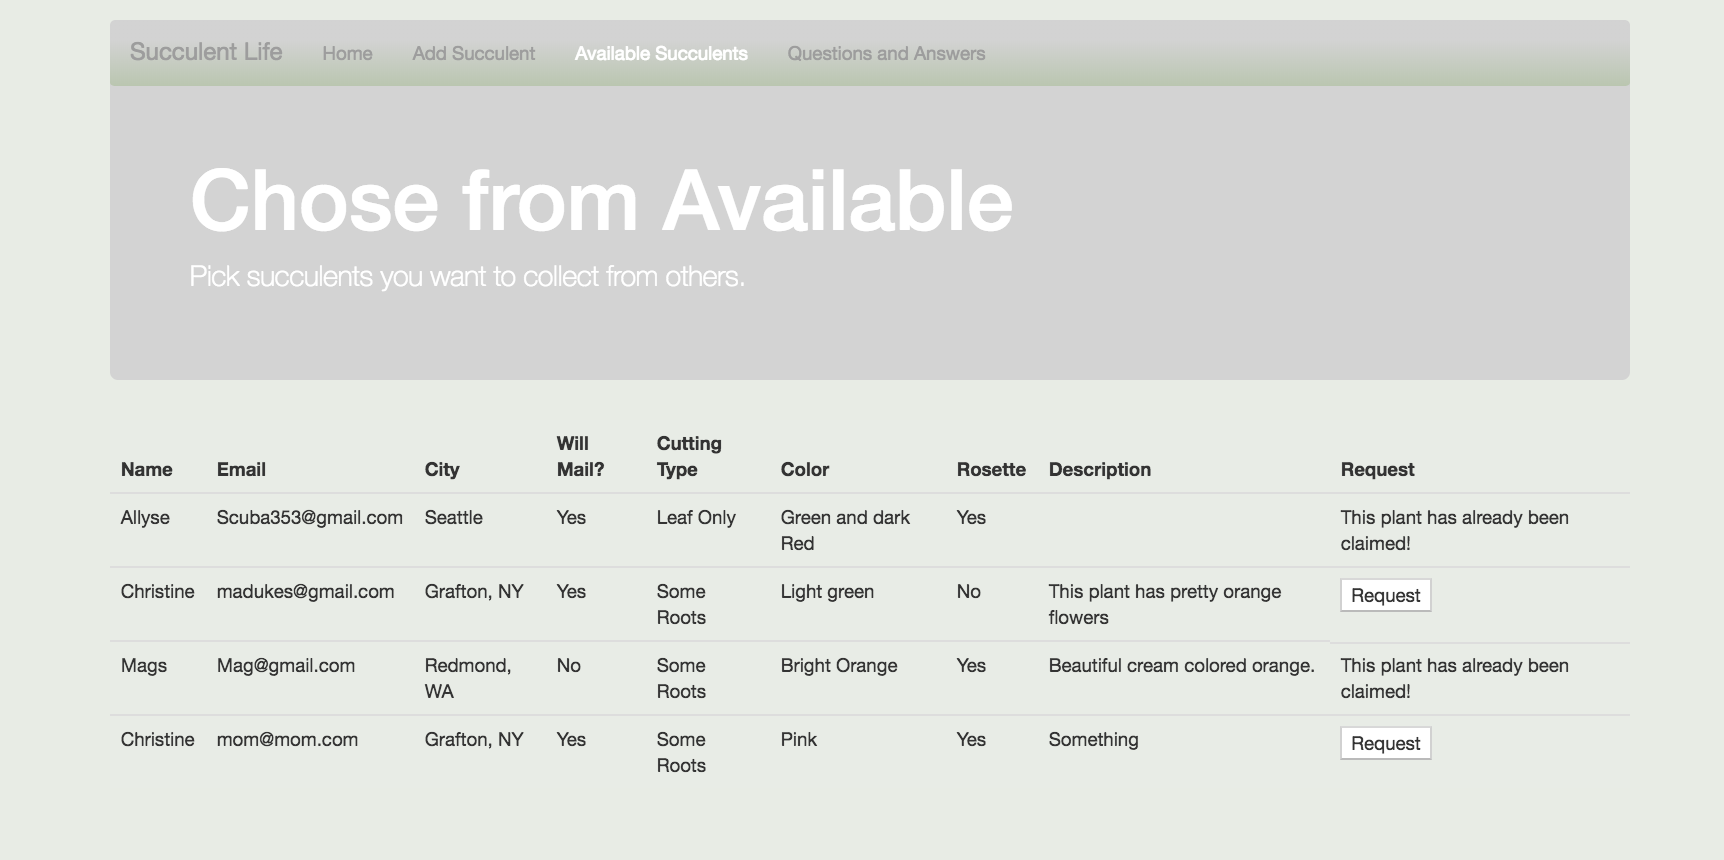 Succulent Life Home Add Succulent Available Succulents Questions and Answers
Chose from Available
Pick succulents you want to collect from others.
Name Email City Will Mail? Cutting Type Color Rosette Description Request
Allyse Scuba353@gmail.com Seattle Yes Leaf Only Green and dark Red Yes This plant has already been claimed!
Christine madukes@gmail.com Grafton, NY Yes Some Roots Light green No This plant has pretty orange flowers Request
Mags Mag@gmail.com Redmond, WA No Some Roots Bright Orange Yes Beautiful cream colored orange. This plant has already been claimed!
Christine mom@mom.com Grafton, NY Yes Some Roots Pink Yes Something Request